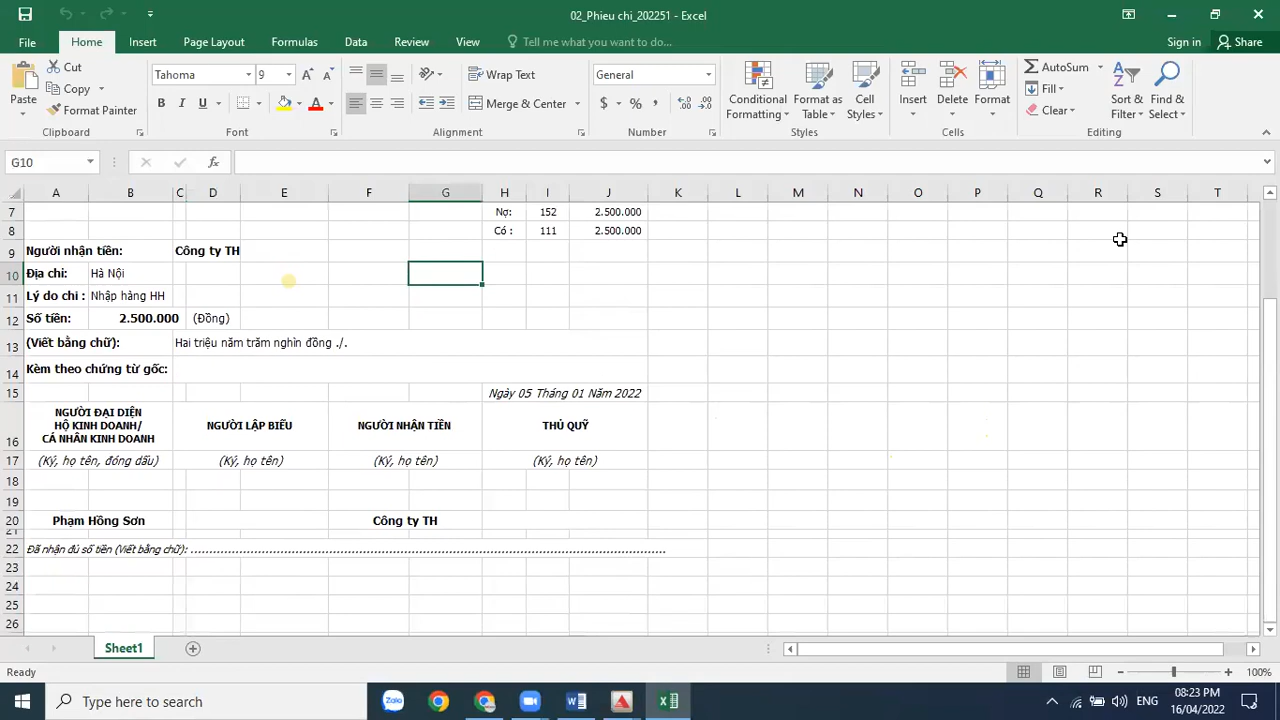 02_Phieu chi_202251 - Excel
File Home Insert Page Layout Formulas Data Review View Tell me what you want to do... Sign in Share
Cut Tahoma 9 Wrap Text General AutoSum
Copy Fill
Paste Format Painter Merge & Center Conditional Formatting Format as Table Cell Styles Insert Delete Format Clear Sort & Filter Find & Select
Clipboard Font Alignment Number Styles Cells Editing
G10
A B C D E F G H I J K L M N O P Q R S T
7 Nợ: 152 2.500.000
8 Có : 111 2.500.000
9 Người nhận tiền: Công ty TH
10 Địa chỉ: Hà Nội
11 Lý do chi : Nhập hàng HH
12 Số tiền: 2.500.000 (Đồng)
13 (Viết bằng chữ): Hai triệu năm trăm nghìn đồng ./.
14 Kèm theo chứng từ gốc:
15 Ngày 05 Tháng 01 Năm 2022
16 NGƯỜI ĐẠI DIỆN HỘ KINH DOANH/ CÁ NHÂN KINH DOANH NGƯỜI LẬP BIỂU NGƯỜI NHẬN TIỀN THỦ QUỸ
17 (Ký, họ tên, đóng dấu) (Ký, họ tên) (Ký, họ tên) (Ký, họ tên)
18
19
20 Phạm Hồng Sơn Công ty TH
21
22 Đã nhận đủ số tiền (Viết bằng chữ): ................................................................................................................................
23
24
25
26
Sheet1
Ready 100%
Type here to search Zalo ENG 08:23 PM
16/04/2022